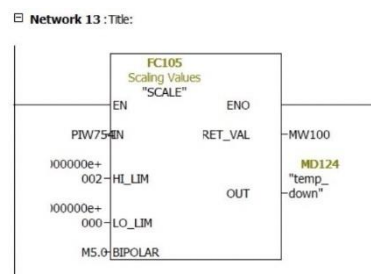 Network 13 : Title:
FC105
Scaling Values
"SCALE"
EN ENO
PIW754 IN RET_VAL MW100
000000e+
002 HI_LIM
MD124
"temp_
down"
OUT
000000e+
000 LO_LIM
M5.0 BIPOLAR